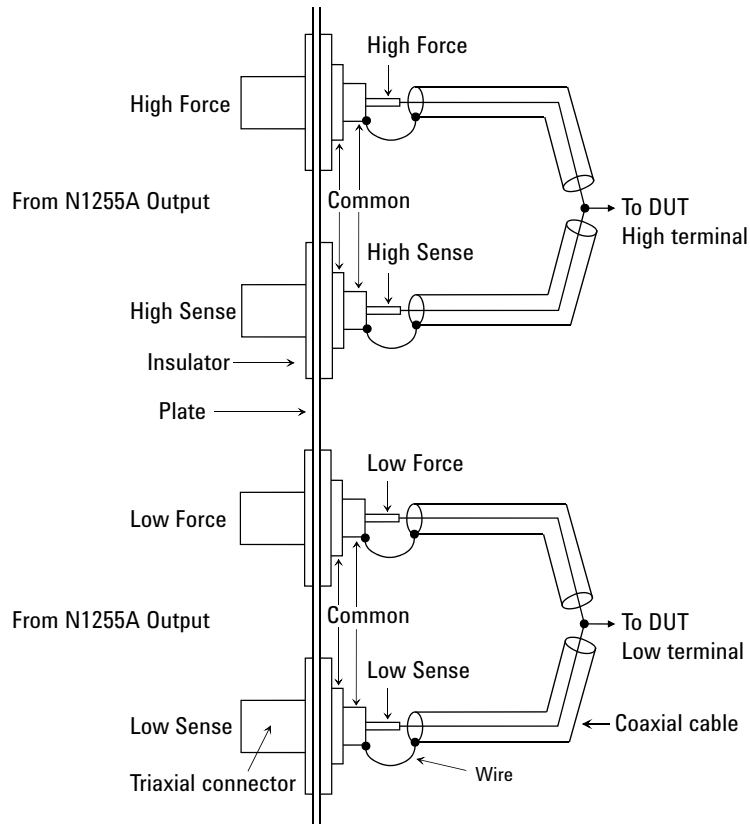 High Force
High Force
From N1255A Output
Common
To DUT
High terminal
High Sense
High Sense
Insulator
Plate
Low Force
Low Force
From N1255A Output
Common
To DUT
Low terminal
Low Sense
Low Sense
Coaxial cable
Triaxial connector
Wire